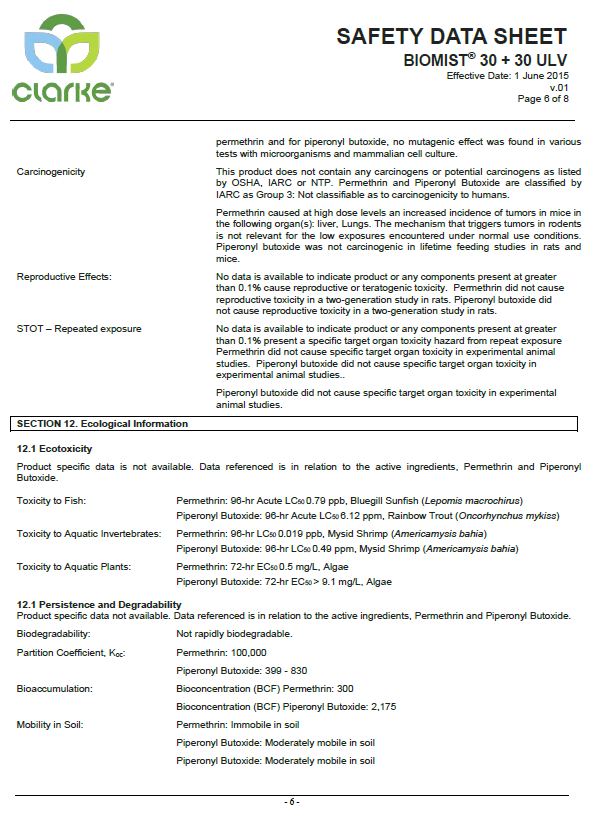 clarke®
SAFETY DATA SHEET
BIOMIST® 30 + 30 ULV
Effective Date: 1 June 2015
v.01
Page 6 of 8
permethrin and for piperonyl butoxide, no mutagenic effect was found in various
tests with microorganisms and mammalian cell culture.
Carcinogenicity
This product does not contain any carcinogens or potential carcinogens as listed
by OSHA, IARC or NTP. Permethrin and Piperonyl Butoxide are classified by
IARC as Group 3: Not classifiable as to carcinogenicity to humans.
Permethrin caused at high dose levels an increased incidence of tumors in mice in
the following organ(s): liver, Lungs. The mechanism that triggers tumors in rodents
is not relevant for the low exposures encountered under normal use conditions.
Piperonyl butoxide was not carcinogenic in lifetime feeding studies in rats and
mice.
Reproductive Effects:
No data is available to indicate product or any components present at greater
than 0.1% cause reproductive or teratogenic toxicity. Permethrin did not cause
reproductive toxicity in a two-generation study in rats. Piperonyl butoxide did
not cause reproductive toxicity in a two-generation study in rats.
STOT – Repeated exposure
No data is available to indicate product or any components present at greater
than 0.1% present a specific target organ toxicity hazard from repeat exposure
Permethrin did not cause specific target organ toxicity in experimental animal
studies. Piperonyl butoxide did not cause specific target organ toxicity in
experimental animal studies..
Piperonyl butoxide did not cause specific target organ toxicity in experimental
animal studies.
SECTION 12. Ecological Information
12.1 Ecotoxicity
Product specific data is not available. Data referenced is in relation to the active ingredients, Permethrin and Piperonyl
Butoxide.
Toxicity to Fish: Permethrin: 96-hr Acute LC50 0.79 ppb, Bluegill Sunfish (Lepomis macrochirus)
Piperonyl Butoxide: 96-hr Acute LC50 6.12 ppm, Rainbow Trout (Oncorhynchus mykiss)
Toxicity to Aquatic Invertebrates: Permethrin: 96-hr LC50 0.019 ppb, Mysid Shrimp (Americamysis bahia)
Piperonyl Butoxide: 96-hr LC50 0.49 ppm, Mysid Shrimp (Americamysis bahia)
Toxicity to Aquatic Plants: Permethrin: 72-hr EC50 0.5 mg/L, Algae
Piperonyl Butoxide: 72-hr EC50 > 9.1 mg/L, Algae
12.1 Persistence and Degradability
Product specific data not available. Data referenced is in relation to the active ingredients, Permethrin and Piperonyl Butoxide.
Biodegradability: Not rapidly biodegradable.
Partition Coefficient, Koc: Permethrin: 100,000
Piperonyl Butoxide: 399 - 830
Bioaccumulation: Bioconcentration (BCF) Permethrin: 300
Bioconcentration (BCF) Piperonyl Butoxide: 2,175
Mobility in Soil: Permethrin: Immobile in soil
Piperonyl Butoxide: Moderately mobile in soil
Piperonyl Butoxide: Moderately mobile in soil
- 6 -